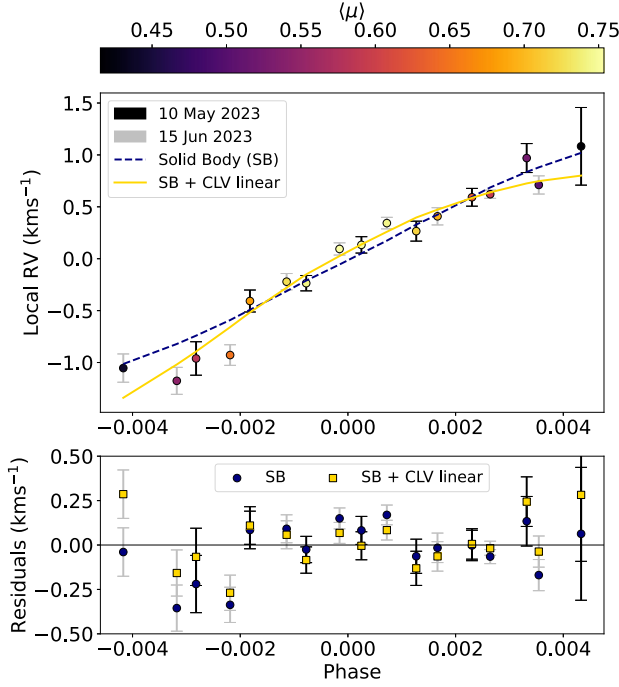 ⟨μ⟩
0.45 0.50 0.55 0.60 0.65 0.70 0.75
1.5
1.0
0.5
0.0
−0.5
−1.0
Local RV (kms⁻¹)
10 May 2023
15 Jun 2023
Solid Body (SB)
SB + CLV linear
−0.004 −0.002 0.000 0.002 0.004
0.50
0.25
0.00
−0.25
−0.50
Residuals (kms⁻¹)
SB SB + CLV linear
−0.004 −0.002 0.000 0.002 0.004
Phase